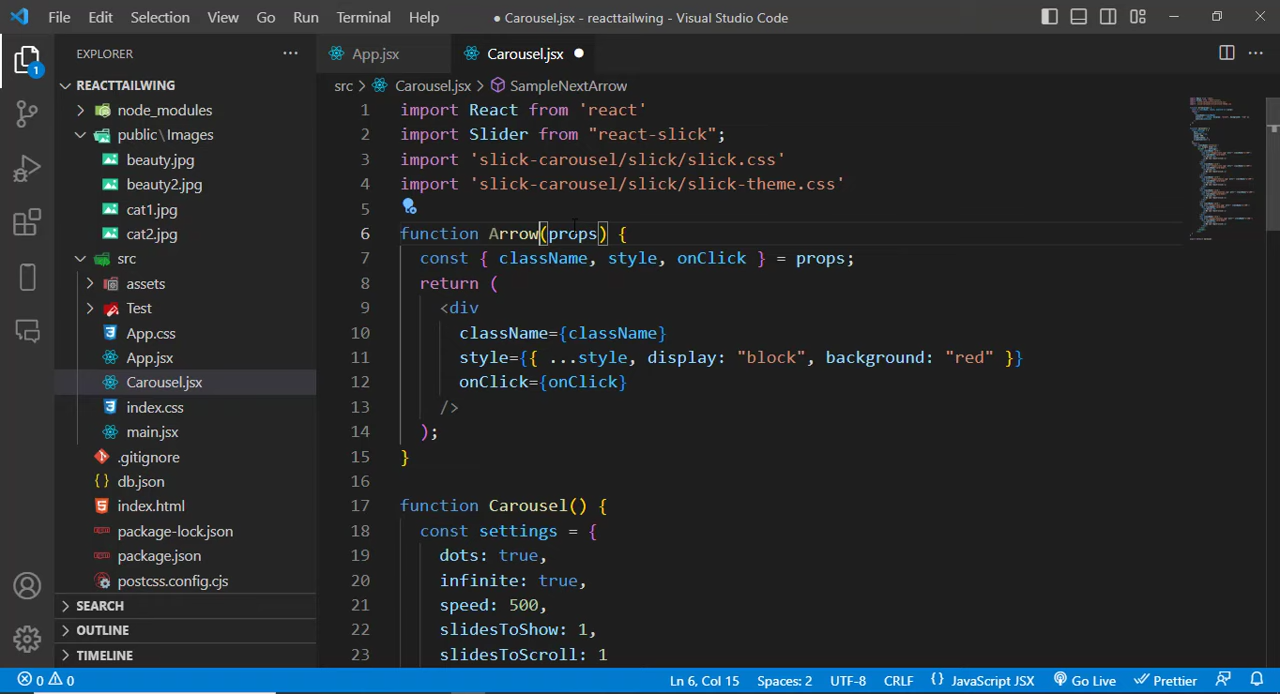 File Edit Selection View Go Run Terminal Help ● Carousel.jsx - reacttailwing - Visual Studio Code
EXPLORER ···
App.jsx Carousel.jsx ●
REACTTAILWING
src > Carousel.jsx > SampleNextArrow
node_modules
public\Images
beauty.jpg
beauty2.jpg
cat1.jpg
cat2.jpg
src
assets
Test
App.css
App.jsx
Carousel.jsx
index.css
main.jsx
.gitignore
db.json
index.html
package-lock.json
package.json
postcss.config.cjs
SEARCH
OUTLINE
TIMELINE
1
1 import React from 'react'
2 import Slider from "react-slick";
3 import 'slick-carousel/slick/slick.css'
4 import 'slick-carousel/slick/slick-theme.css'
5
6 function Arrow(props) {
7 const { className, style, onClick } = props;
8 return (
9 <div
10 className={className}
11 style={{ ...style, display: "block", background: "red" }}
12 onClick={onClick}
13 />
14 );
15 }
16
17 function Carousel() {
18 const settings = {
19 dots: true,
20 infinite: true,
21 speed: 500,
22 slidesToShow: 1,
23 slidesToScroll: 1
0 0 Ln 6, Col 15 Spaces: 2 UTF-8 CRLF {} JavaScript JSX Go Live Prettier